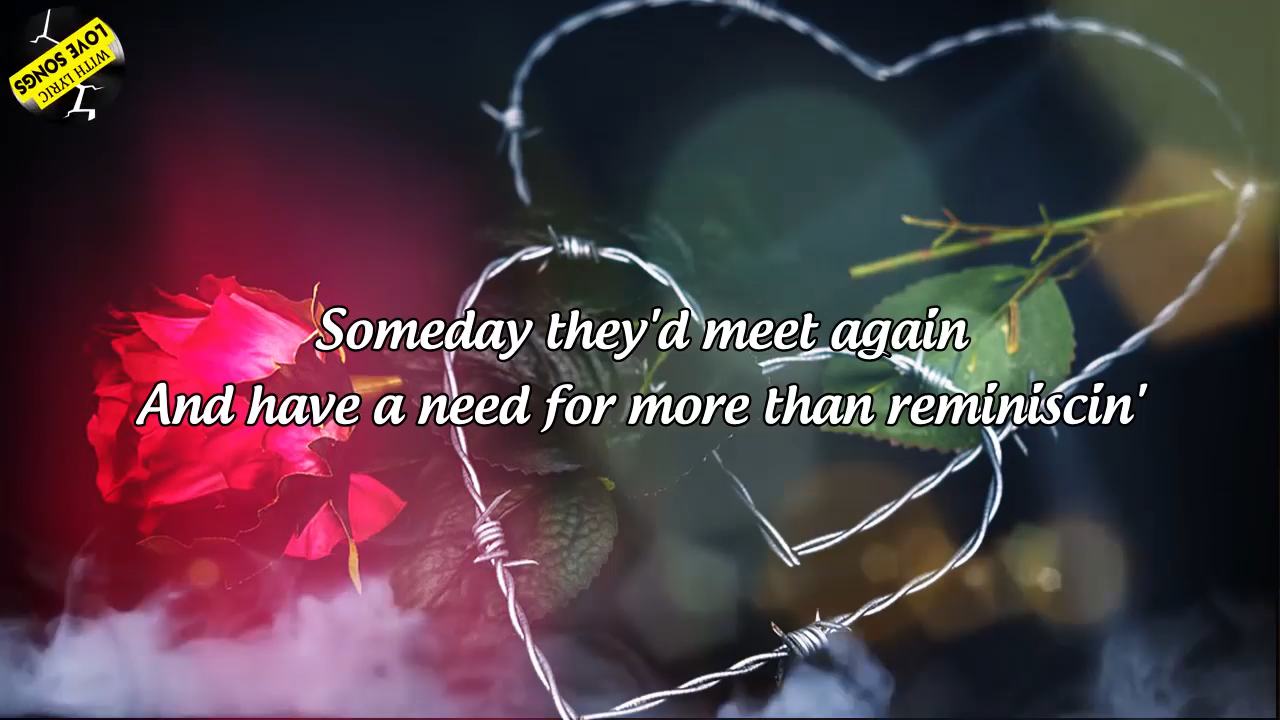 LOVE SONGS
WITH LYRIC
Someday they'd meet again
And have a need for more than reminiscin'